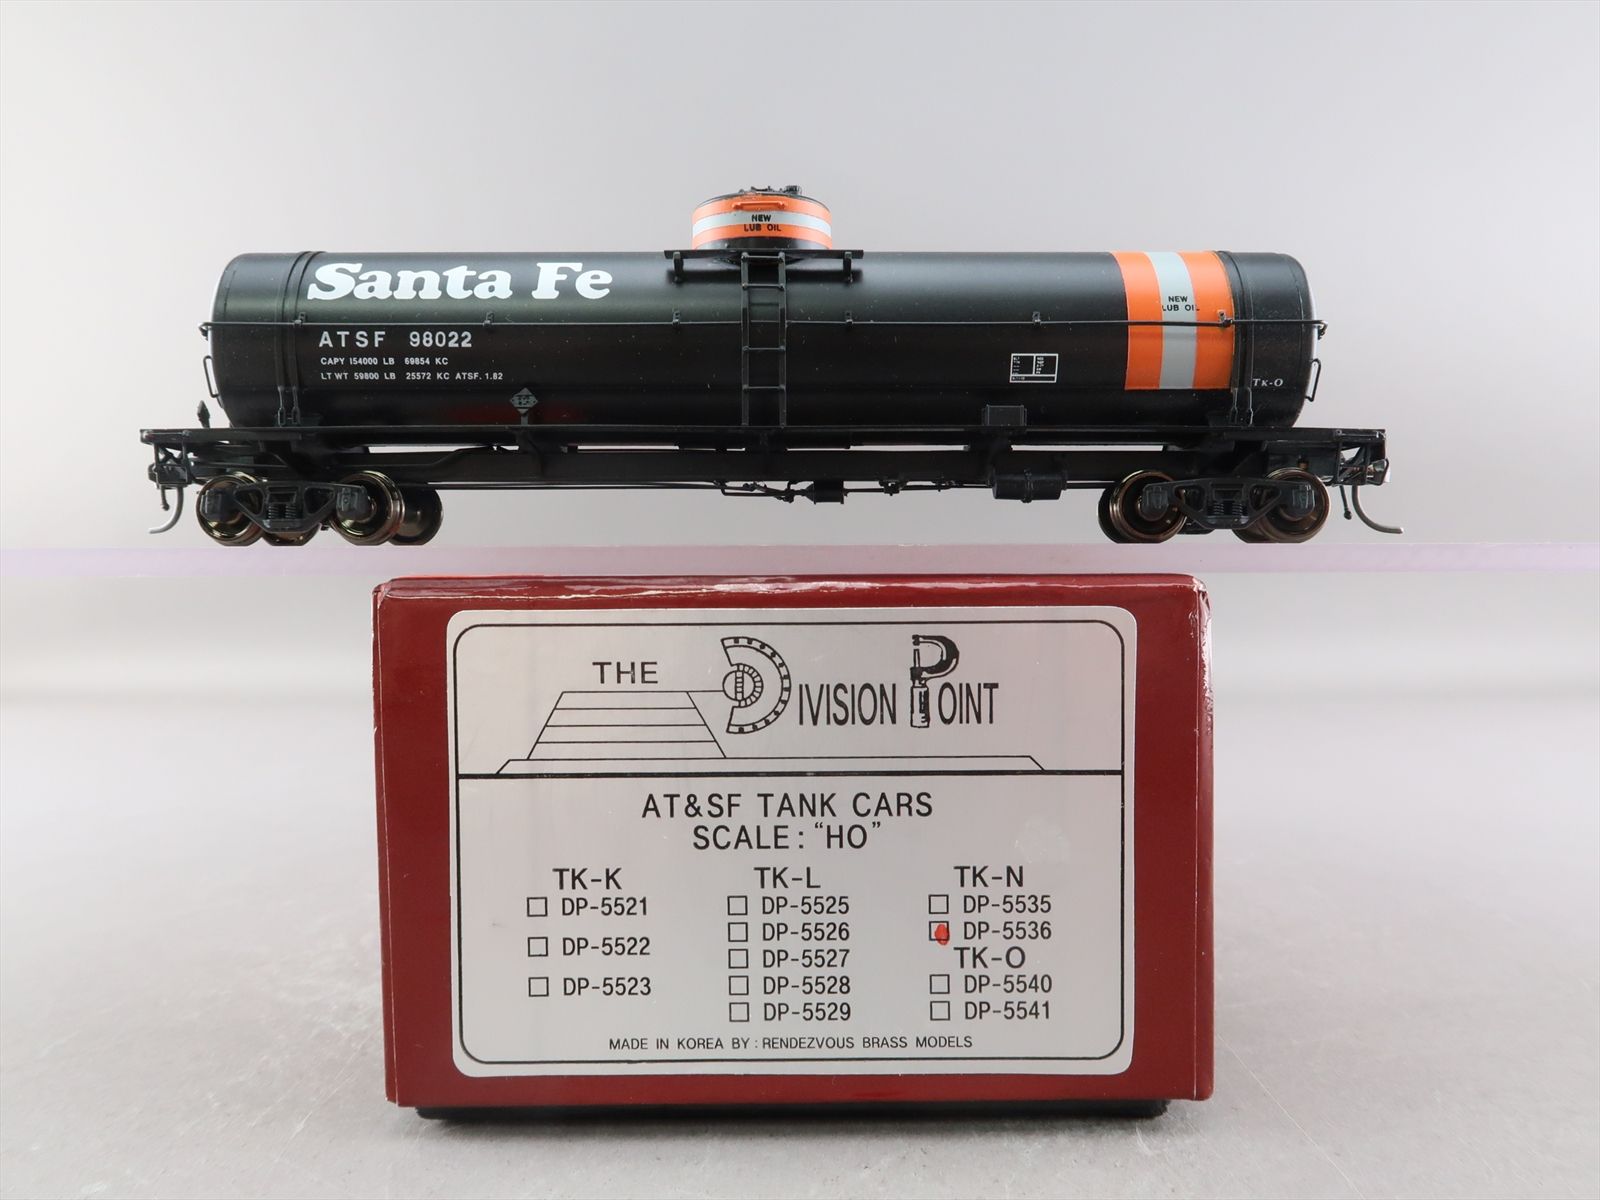 NEW
LUB OIL
Santa Fe
NEW
LUB OIL
ATSF 98022
CAPY 154000 LB 69854 KC
LT WT 59800 LB 25572 KC ATSF. 1.82
TK-O
THE DIVISION POINT
AT&SF TANK CARS
SCALE: "HO"
TK-K TK-L TK-N
DP-5521 DP-5525 DP-5535
DP-5522 DP-5526 DP-5536
DP-5523 DP-5527 TK-O
DP-5528 DP-5540
DP-5529 DP-5541
MADE IN KOREA BY : RENDEZVOUS BRASS MODELS